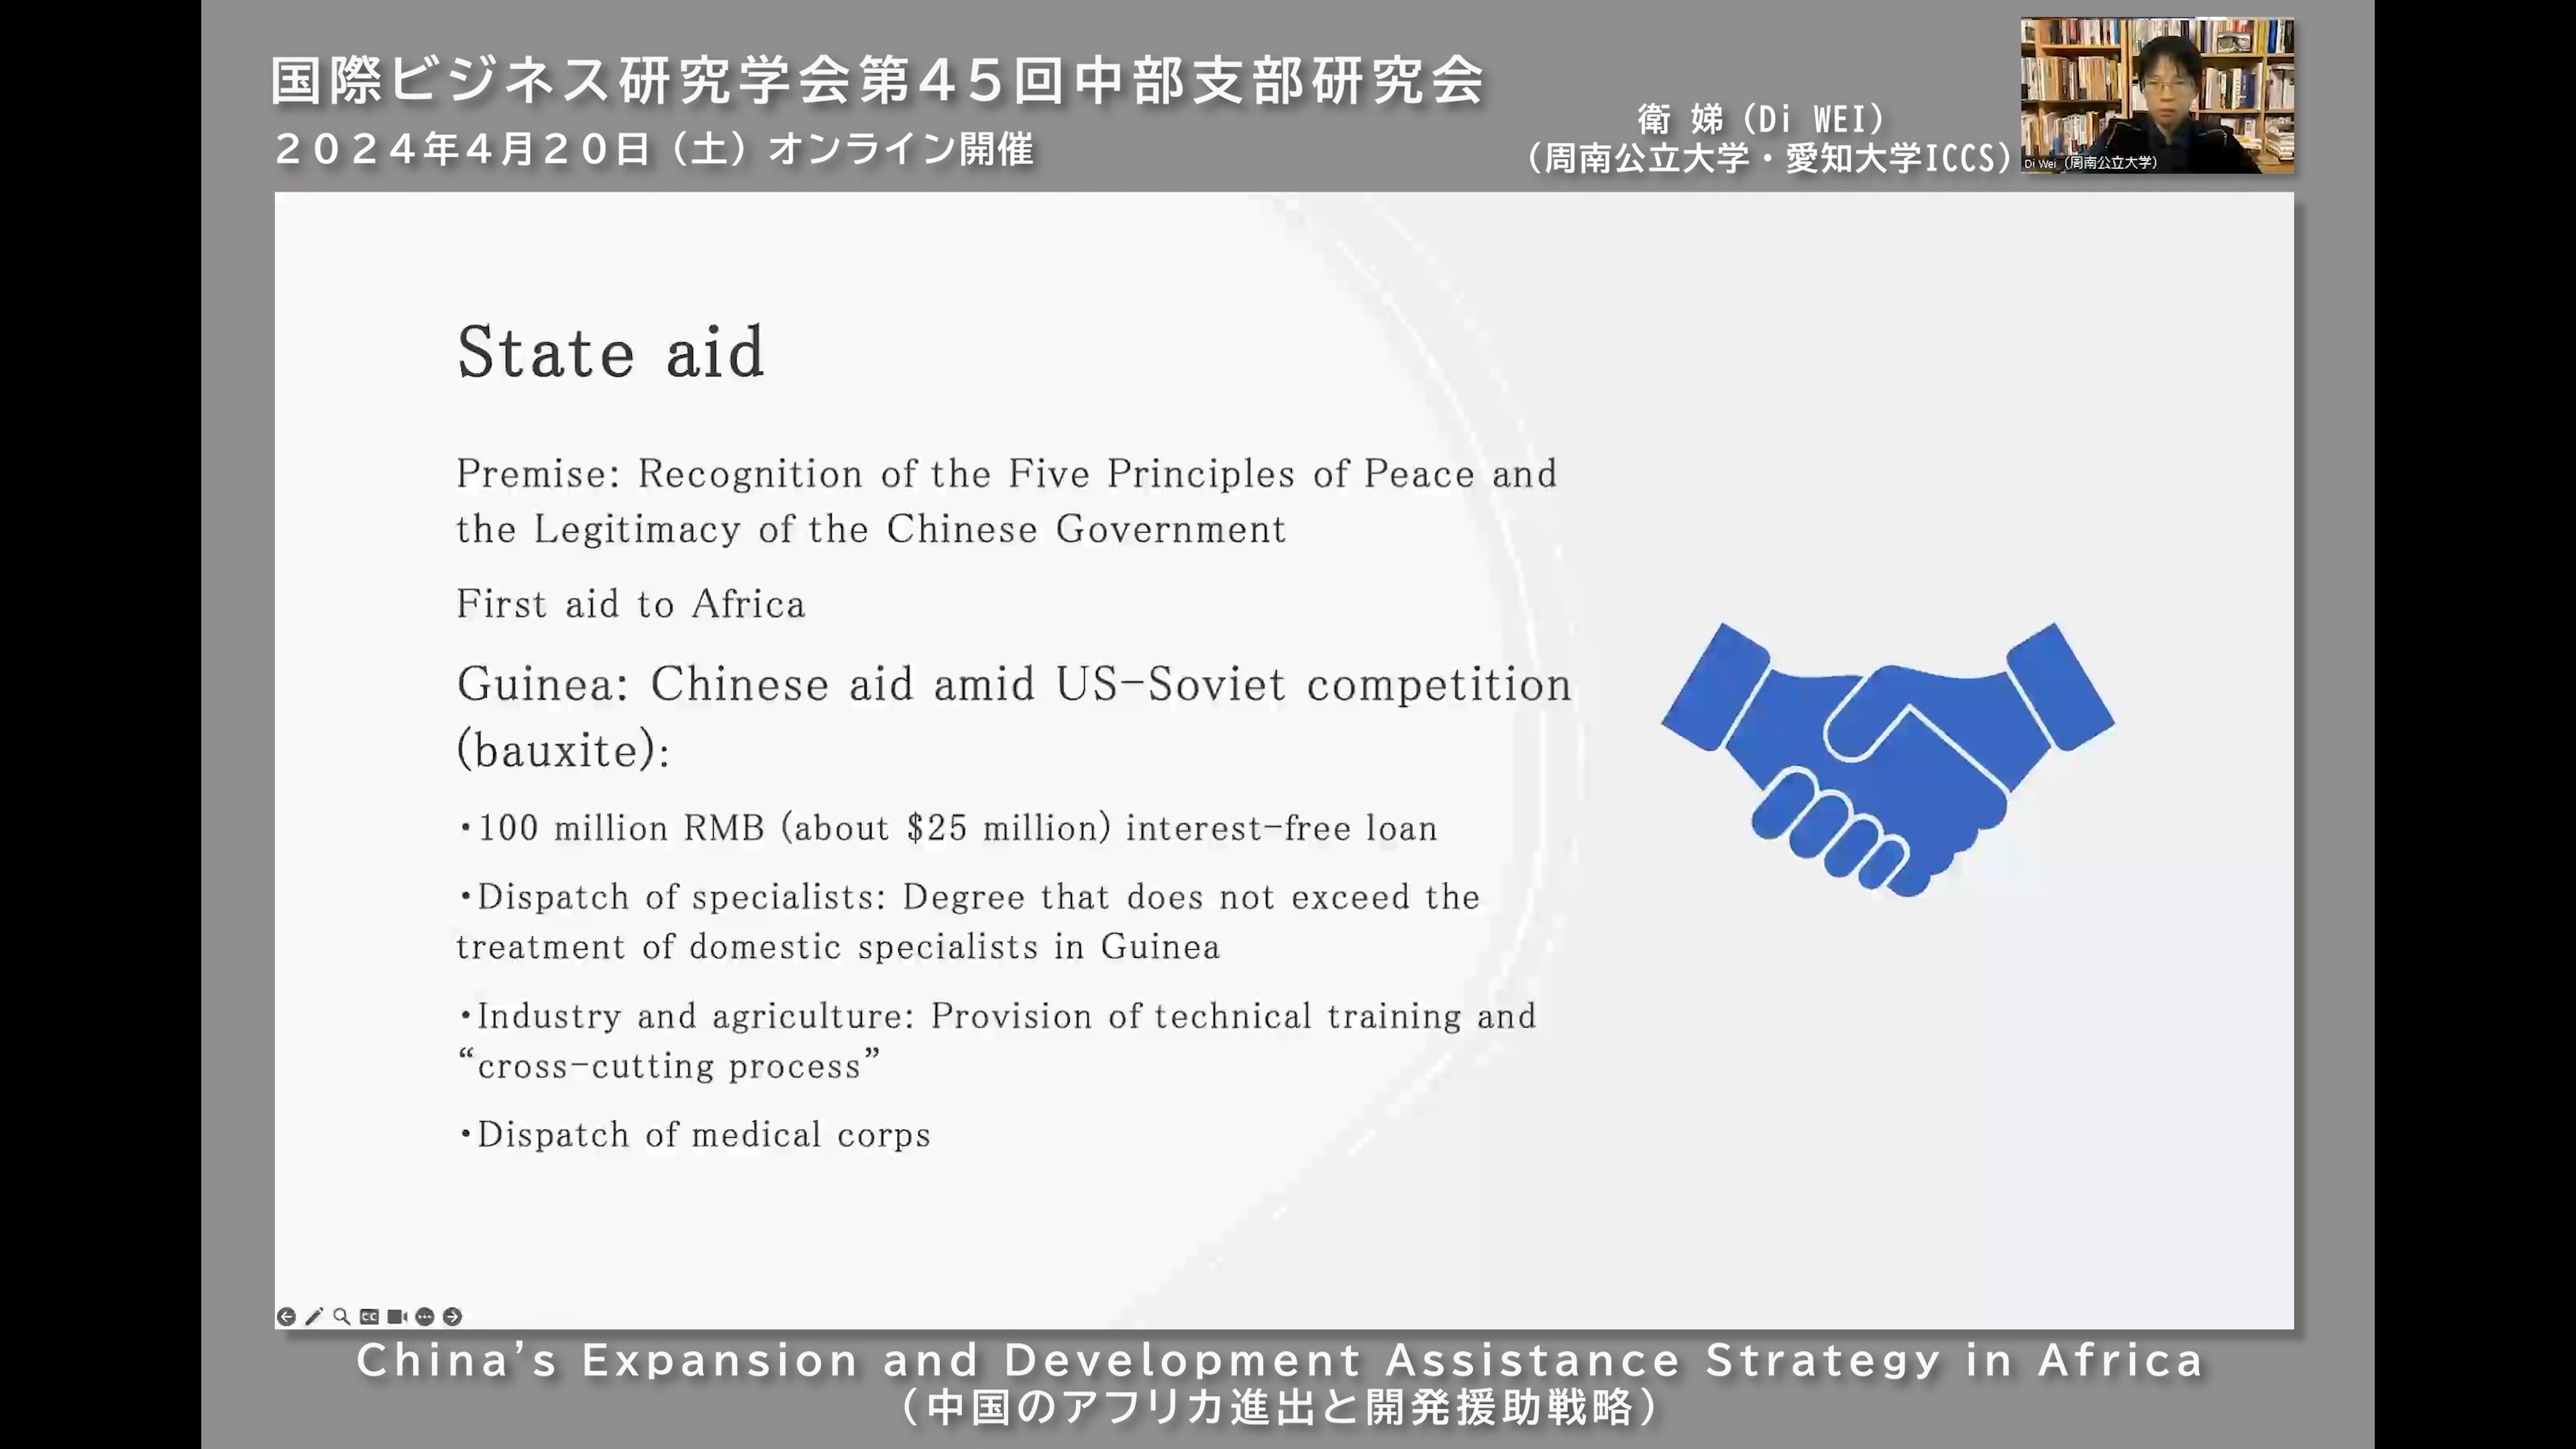 国際ビジネス研究学会第45回中部支部研究会
2024年4月20日（土）オンライン開催
衛 娣（Di WEI）
（周南公立大学・愛知大学ICCS）
Di Wei（周南公立大学）
State aid
Premise: Recognition of the Five Principles of Peace and
the Legitimacy of the Chinese Government
First aid to Africa
Guinea: Chinese aid amid US-Soviet competition
(bauxite):
・100 million RMB (about $25 million) interest-free loan
・Dispatch of specialists: Degree that does not exceed the
treatment of domestic specialists in Guinea
・Industry and agriculture: Provision of technical training and
“cross-cutting process”
・Dispatch of medical corps
CC
China’s Expansion and Development Assistance Strategy in Africa
（中国のアフリカ進出と開発援助戦略）